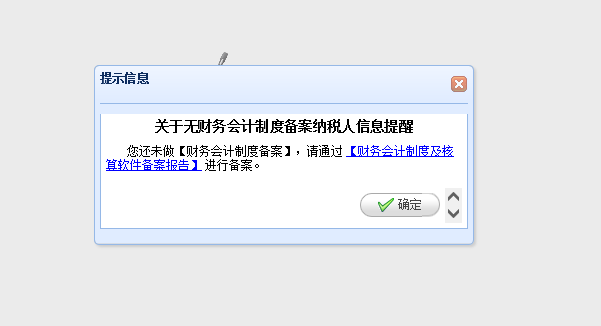 提示信息
关于无财务会计制度备案纳税人信息提醒
您还未做【财务会计制度备案】，请通过【财务会计制度及核
算软件备案报告】进行备案。
确定